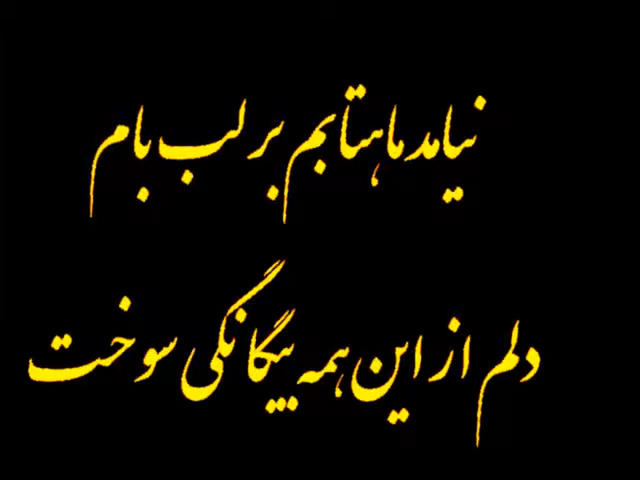 نیامد ماهتابم بر لب بام
دلم از این همه بیگانگی سوخت